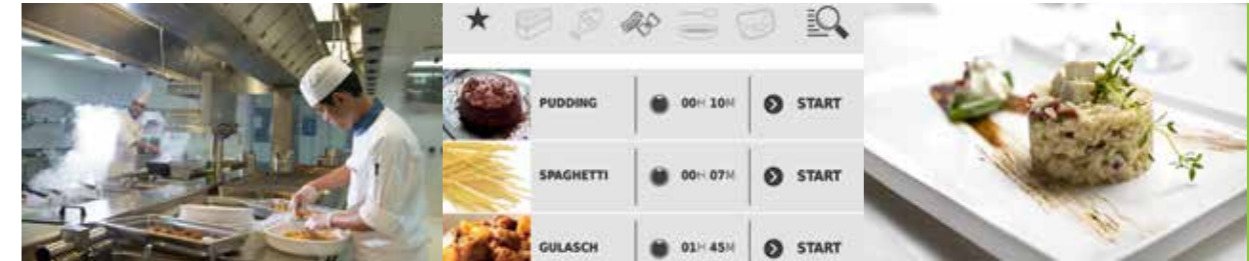 PUDDING 00H 10M START
SPAGHETTI 00H 07M START
GULASCH 01H 45M START